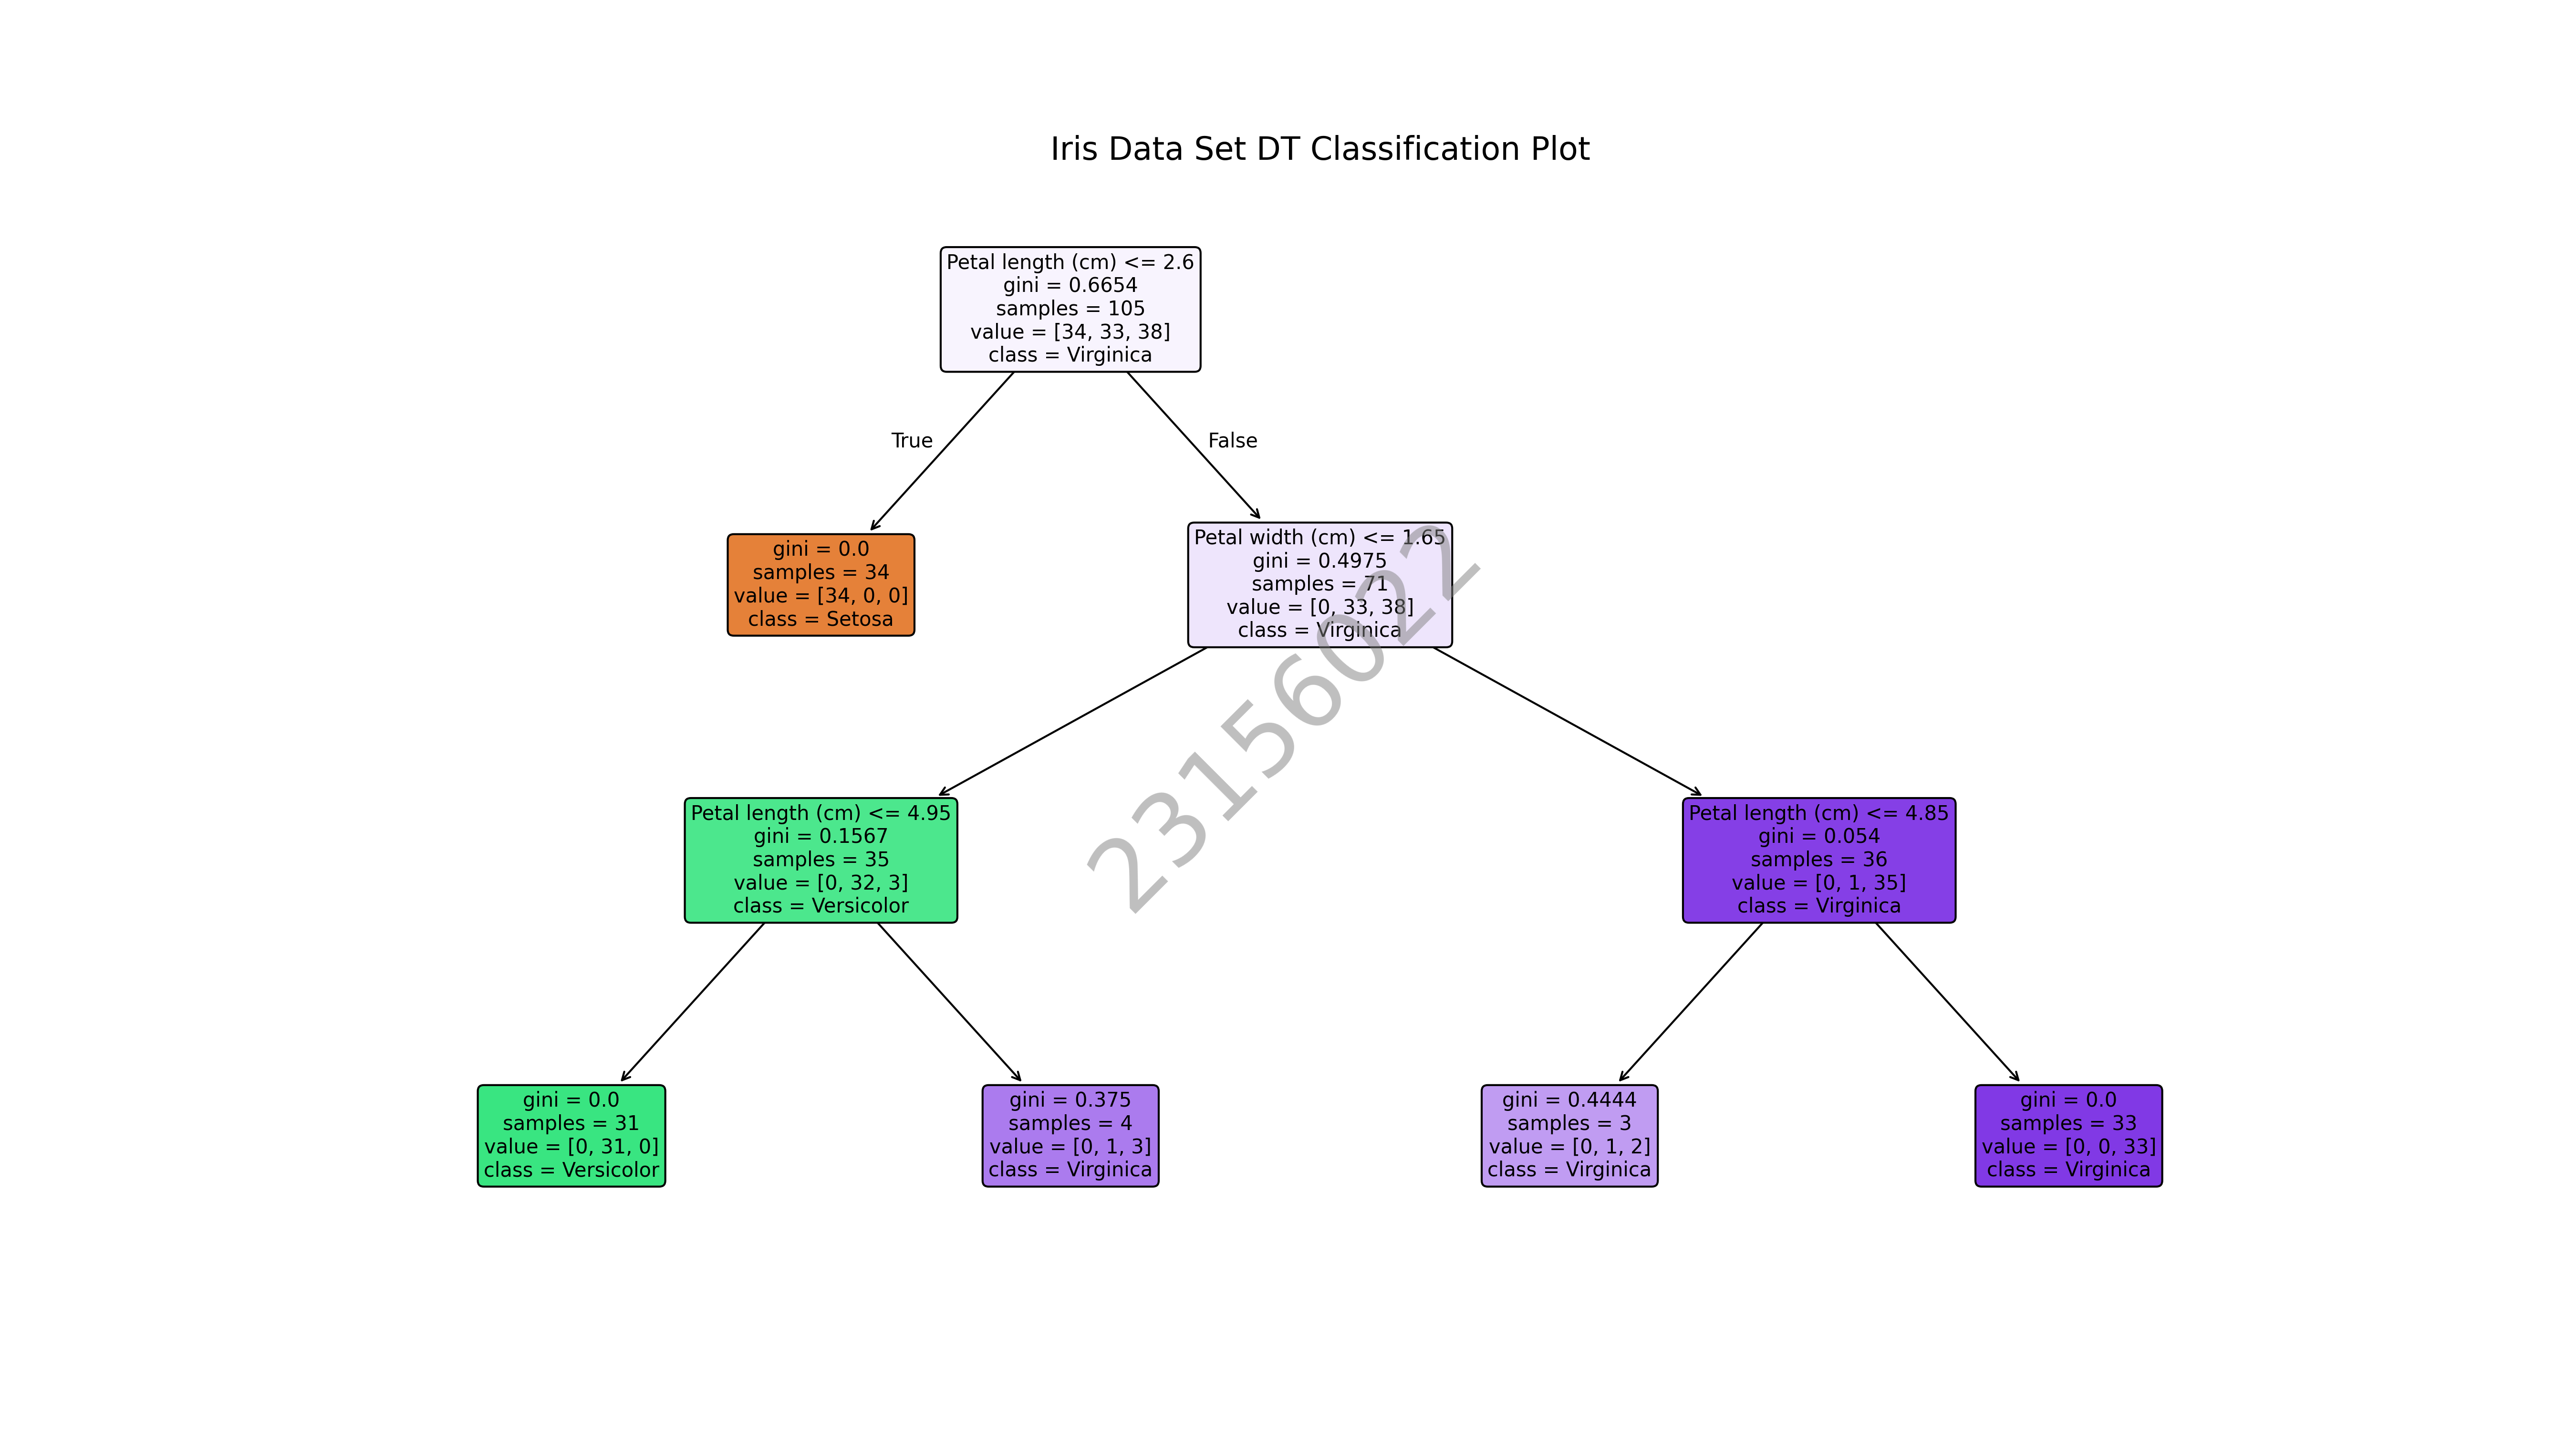 Iris Data Set DT Classification Plot
Petal length (cm) <= 2.6
gini = 0.6654
samples = 105
value = [34, 33, 38]
class = Virginica
True
False
gini = 0.0
samples = 34
value = [34, 0, 0]
class = Setosa
Petal width (cm) <= 1.65
gini = 0.4975
samples = 71
value = [0, 33, 38]
class = Virginica
23156022
Petal length (cm) <= 4.95
gini = 0.1567
samples = 35
value = [0, 32, 3]
class = Versicolor
Petal length (cm) <= 4.85
gini = 0.054
samples = 36
value = [0, 1, 35]
class = Virginica
gini = 0.0
samples = 31
value = [0, 31, 0]
class = Versicolor
gini = 0.375
samples = 4
value = [0, 1, 3]
class = Virginica
gini = 0.4444
samples = 3
value = [0, 1, 2]
class = Virginica
gini = 0.0
samples = 33
value = [0, 0, 33]
class = Virginica